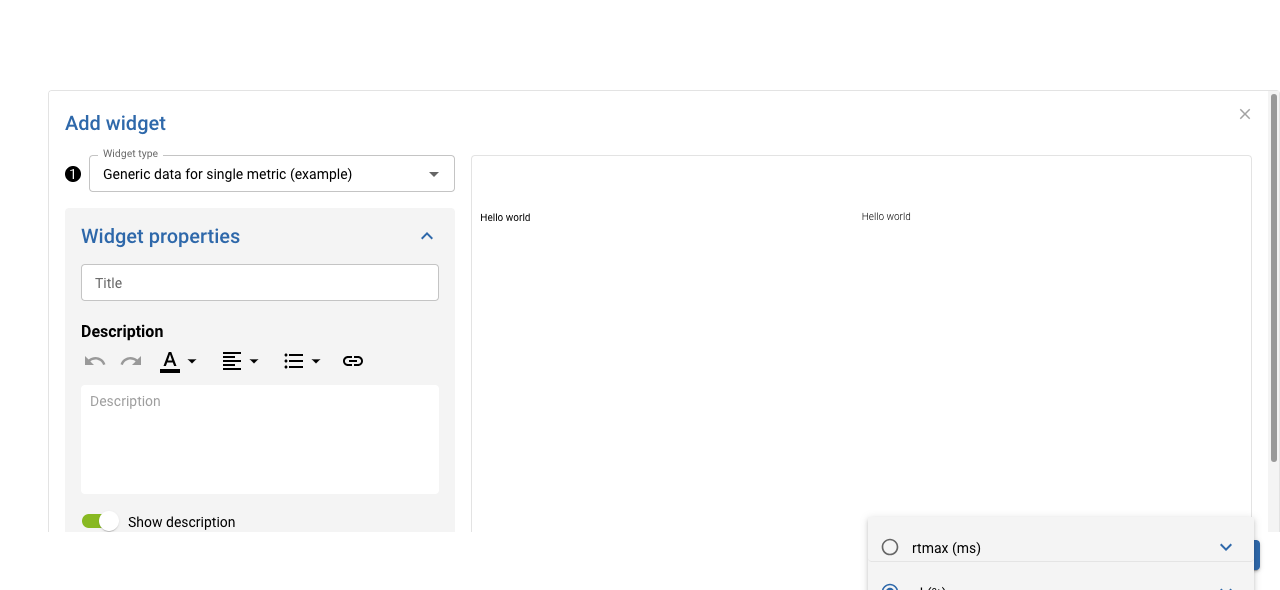 Add widget
Widget type
1
Generic data for single metric (example)
Hello world
Hello world
Widget properties
Title
Description
A
Description
Show description
rtmax (ms)